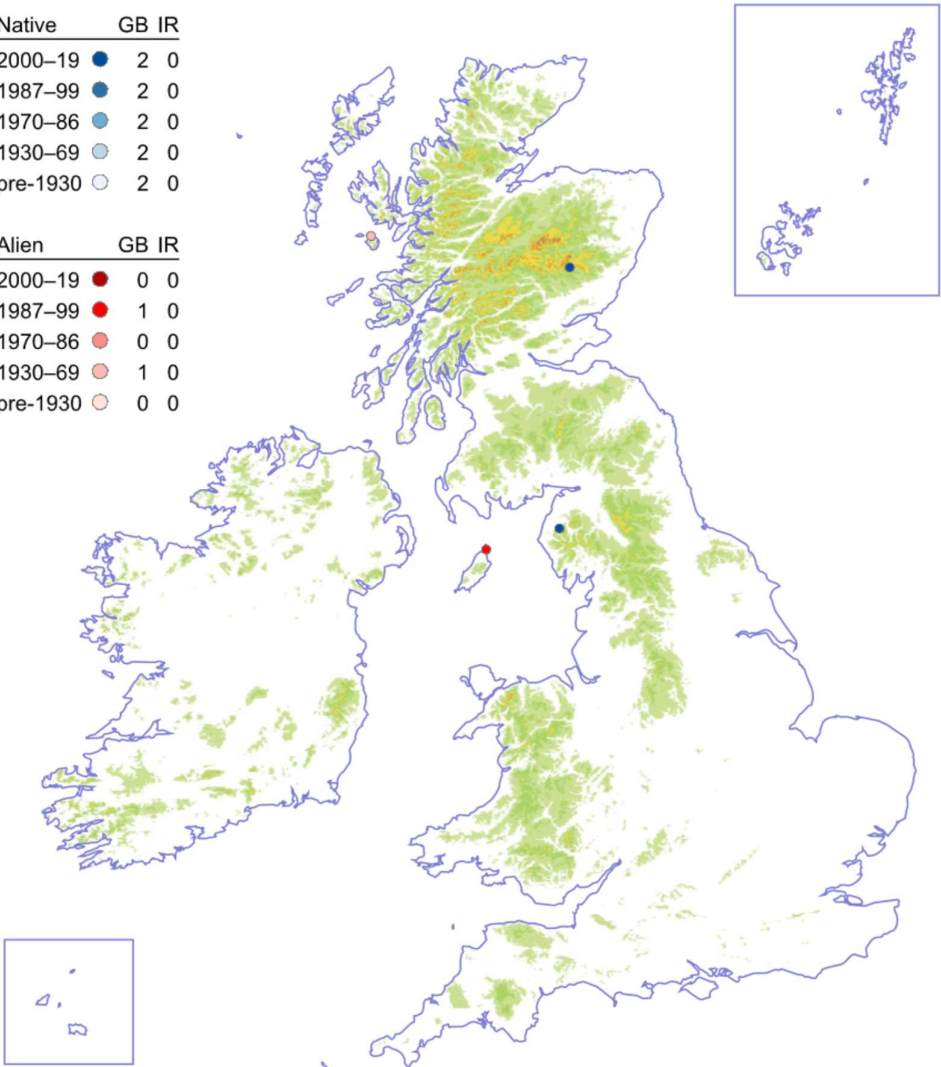 Native GB IR
2000–19 2 0
1987–99 2 0
1970–86 2 0
1930–69 2 0
pre-1930 2 0
Alien GB IR
2000–19 0 0
1987–99 1 0
1970–86 0 0
1930–69 1 0
pre-1930 0 0